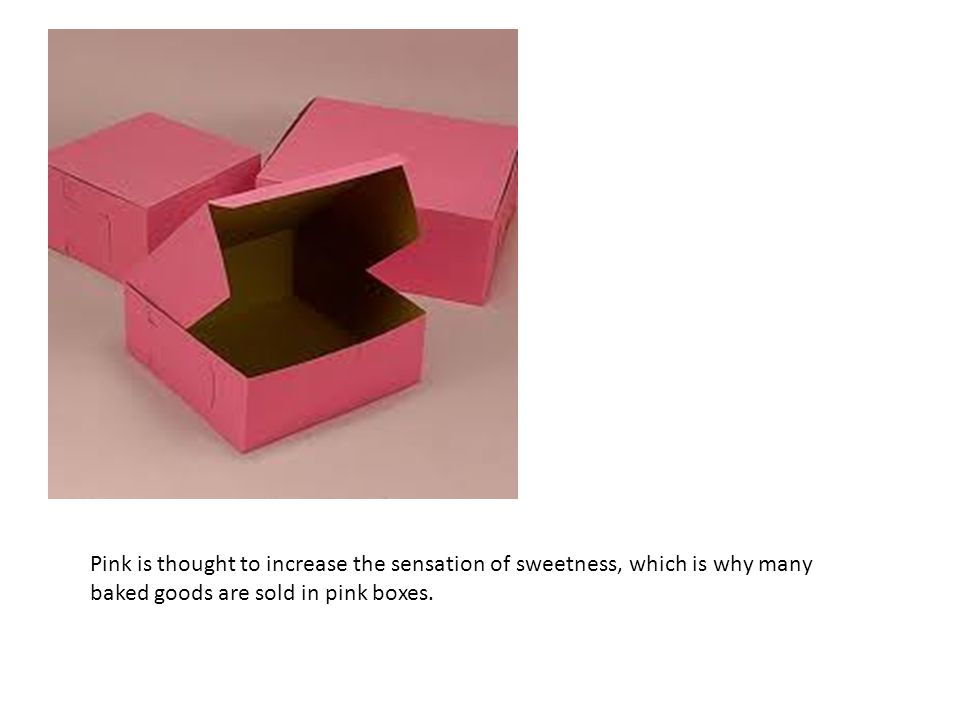 Pink is thought to increase the sensation of sweetness, which is why many
baked goods are sold in pink boxes.